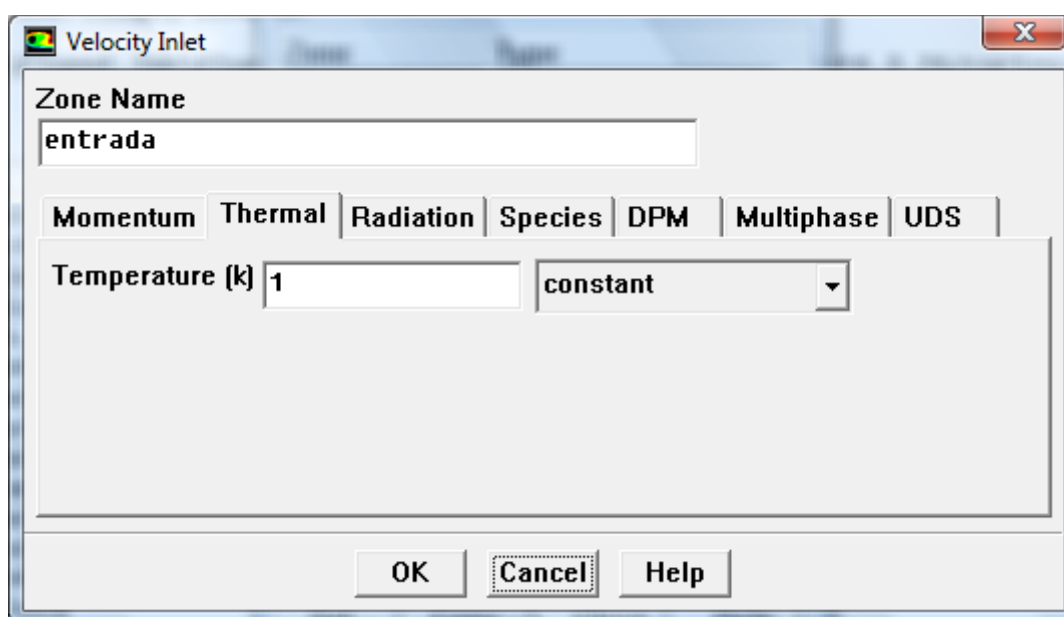 Velocity Inlet
Zone Name
entrada
Momentum Thermal Radiation Species DPM Multiphase UDS
Temperature (k) 1 constant
OK Cancel Help